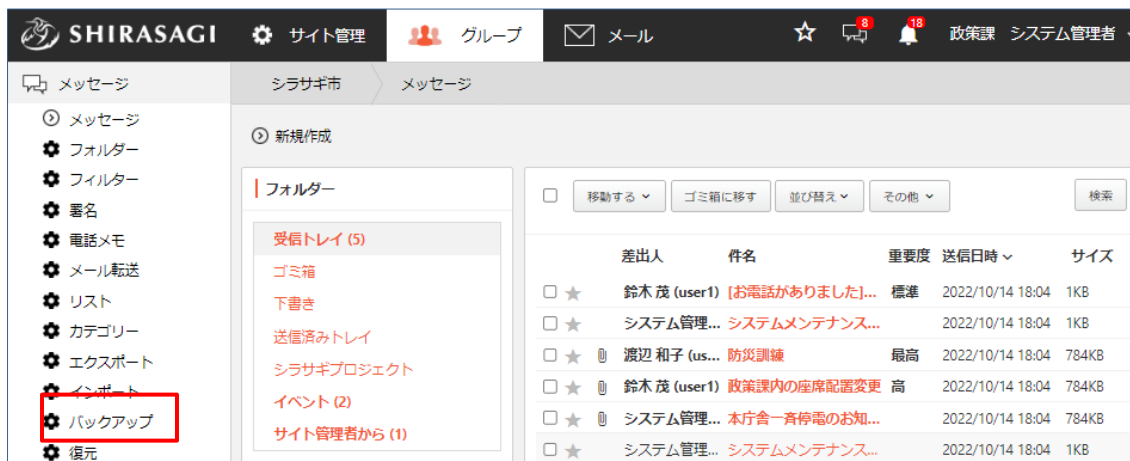 SHIRASAGI サイト管理 グループ メール 8 18 政策課 システム管理者
メッセージ
シラサギ市 メッセージ
メッセージ
フォルダー
フィルター
署名
電話メモ
メール転送
リスト
カテゴリー
エクスポート
インポート
バックアップ
復元
新規作成
フォルダー
受信トレイ (5)
ゴミ箱
下書き
送信済みトレイ
シラサギプロジェクト
イベント (2)
サイト管理者から (1)
移動する ゴミ箱に移す 並び替え その他 検索
差出人 件名 重要度 送信日時 サイズ
鈴木 茂 (user1) [お電話がありました]... 標準 2022/10/14 18:04 1KB
システム管理... システムメンテナンス... 2022/10/14 18:04 1KB
渡辺 和子 (us... 防災訓練 最高 2022/10/14 18:04 784KB
鈴木 茂 (user1) 政策課内の座席配置変更 高 2022/10/14 18:04 784KB
システム管理... 本庁舎一斉停電のお知... 2022/10/14 18:04 784KB
システム管理... システムメンテナンス... 2022/10/14 18:04 1KB